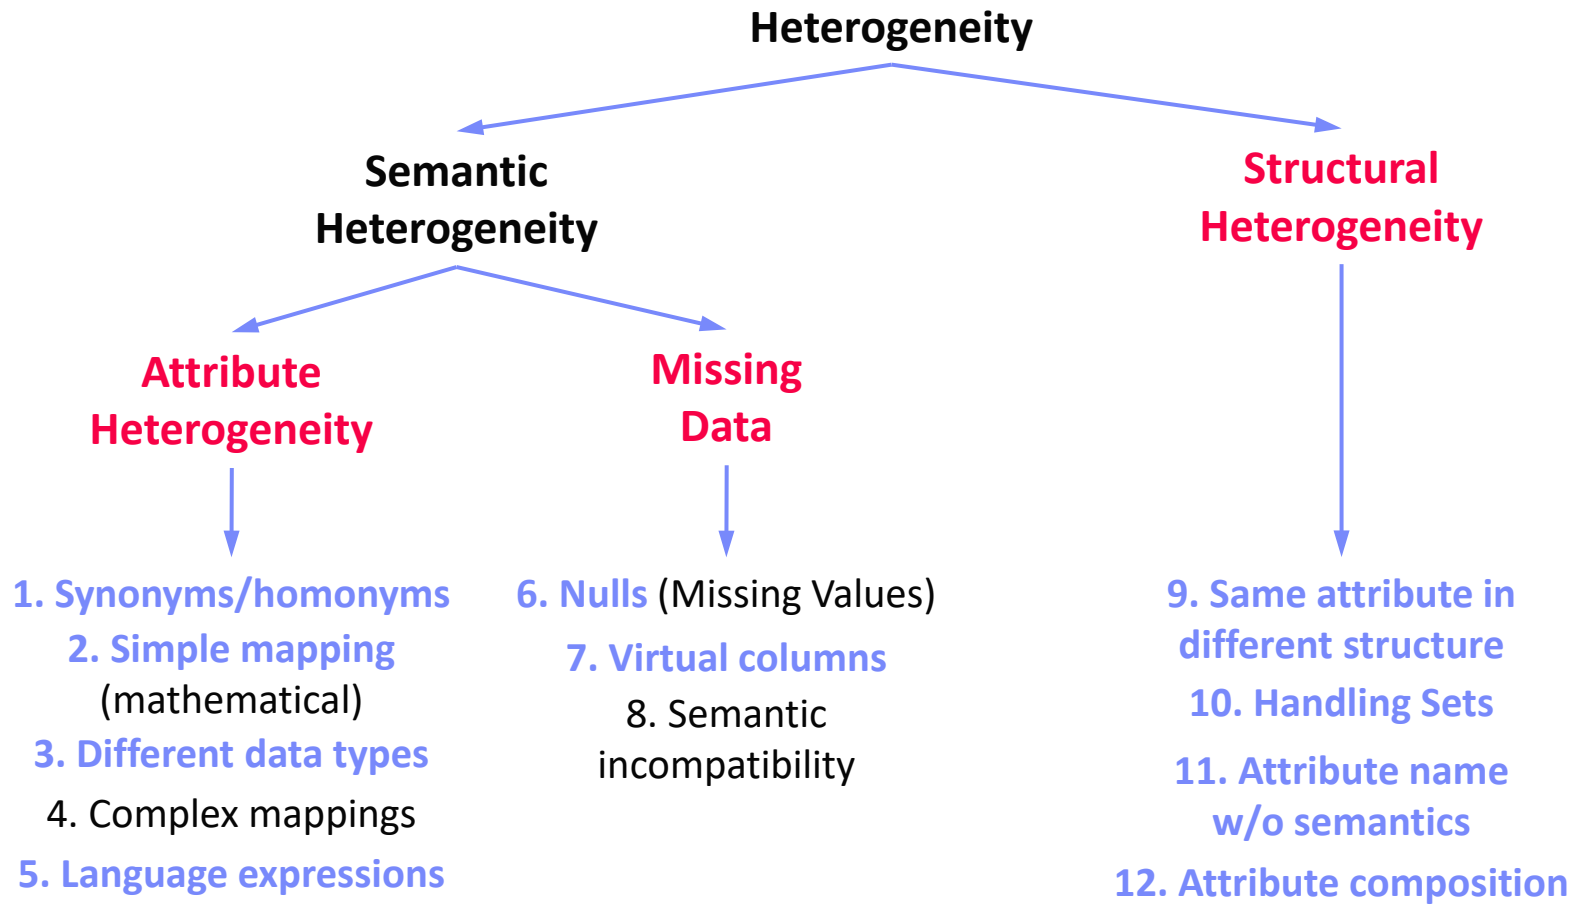 Heterogeneity
Semantic
Heterogeneity
Structural
Heterogeneity
Attribute
Heterogeneity
Missing
Data
1. Synonyms/homonyms
2. Simple mapping
(mathematical)
3. Different data types
4. Complex mappings
5. Language expressions
6. Nulls (Missing Values)
7. Virtual columns
8. Semantic
incompatibility
9. Same attribute in
different structure
10. Handling Sets
11. Attribute name
w/o semantics
12. Attribute composition